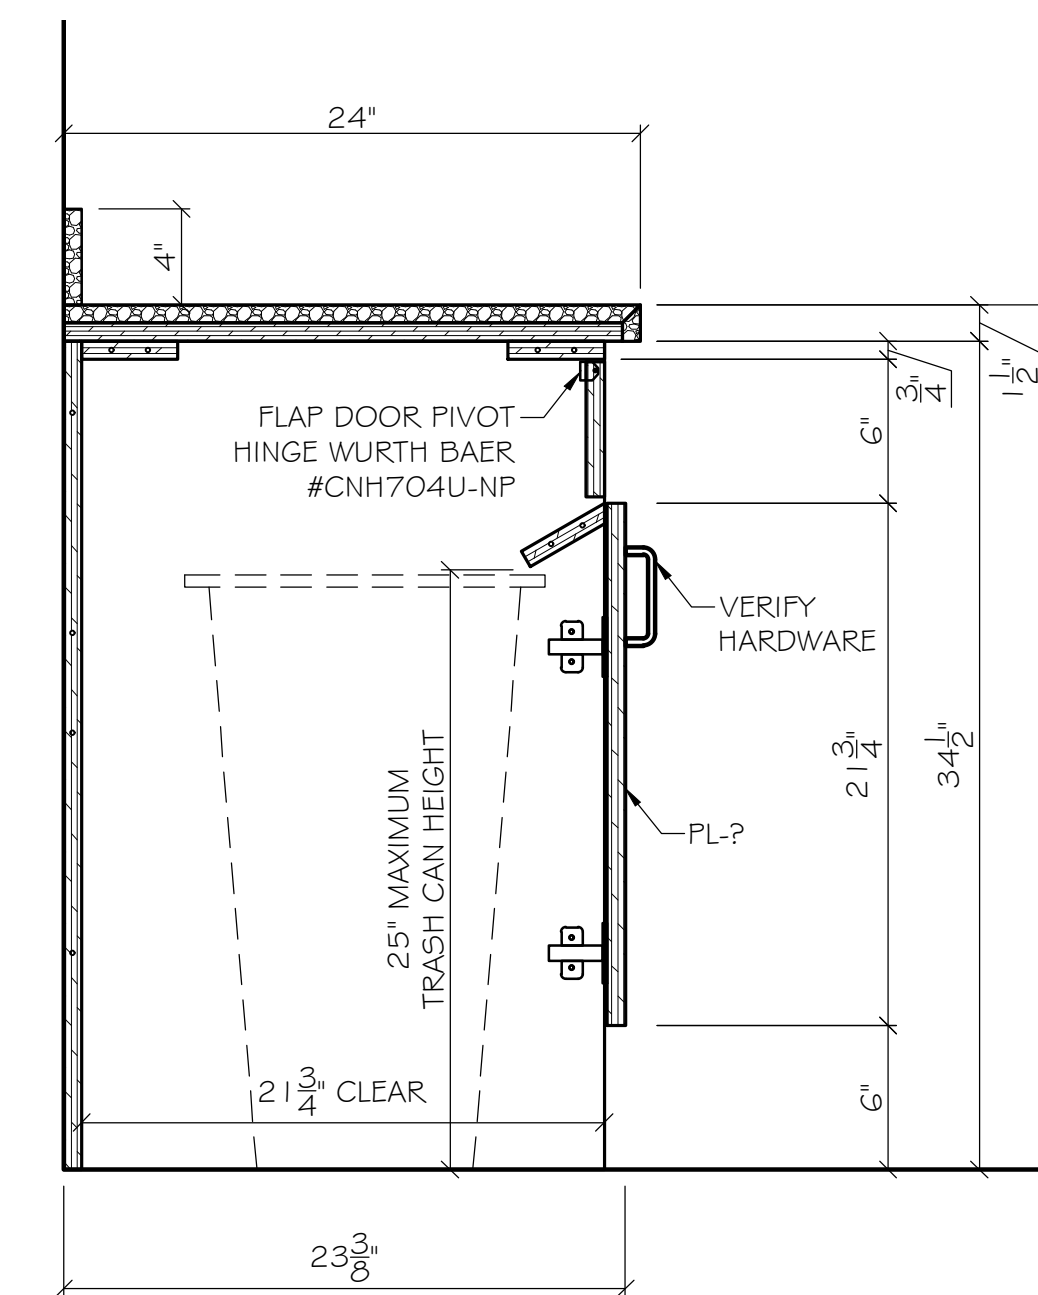 24"
4"
1 1/2"
3/4"
6"
FLAP DOOR PIVOT
HINGE WURTH BAER
#CNH704U-NP
VERIFY
HARDWARE
21 3/4"
34 1/2"
PL-?
25" MAXIMUM
TRASH CAN HEIGHT
21 3/4" CLEAR
6"
23 3/8"